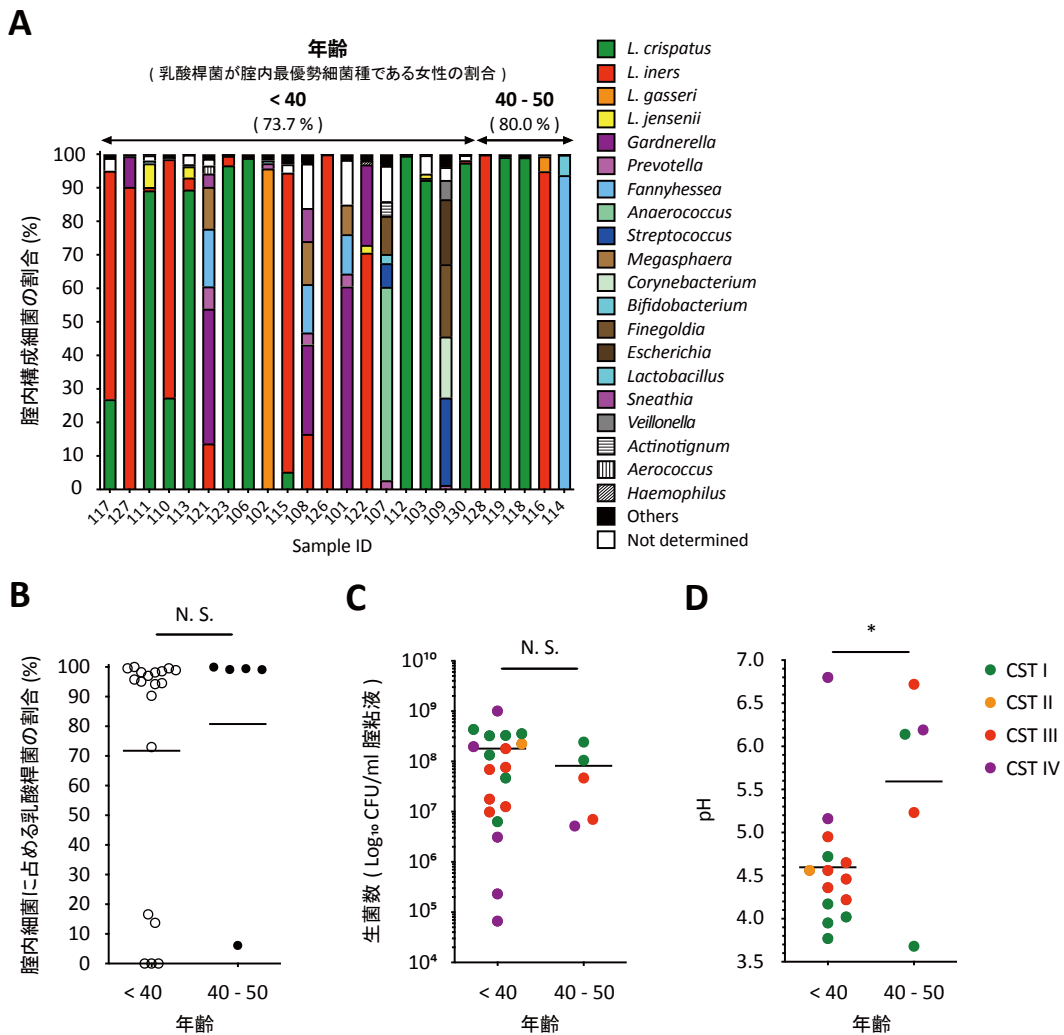 A
年齢
( 乳酸桿菌が腟内最優勢細菌種である女性の割合 )
< 40
40 - 50
( 73.7 % )
( 80.0 % )
腟内構成細菌の割合 (%)
100
90
80
70
60
50
40
30
20
10
0
117
127
111
110
113
121
123
106
102
115
108
126
101
122
107
112
103
109
130
128
119
118
116
114
Sample ID
L. crispatus
L. iners
L. gasseri
L. jensenii
Gardnerella
Prevotella
Fannyhessea
Anaerococcus
Streptococcus
Megasphaera
Corynebacterium
Bifidobacterium
Finegoldia
Escherichia
Lactobacillus
Sneathia
Veillonella
Actinotignum
Aerococcus
Haemophilus
Others
Not determined
B
N. S.
腟内細菌に占める乳酸桿菌の割合 (%)
100
90
80
70
60
50
40
30
20
10
0
< 40
40 - 50
年齢
C
N. S.
生菌数 ( Log₁₀ CFU/ml 腟粘液 )
10¹⁰
10⁹
10⁸
10⁷
10⁶
10⁵
10⁴
< 40
40 - 50
年齢
D
*
pH
7.0
6.5
6.0
5.5
5.0
4.5
4.0
3.5
< 40
40 - 50
年齢
CST I
CST II
CST III
CST IV